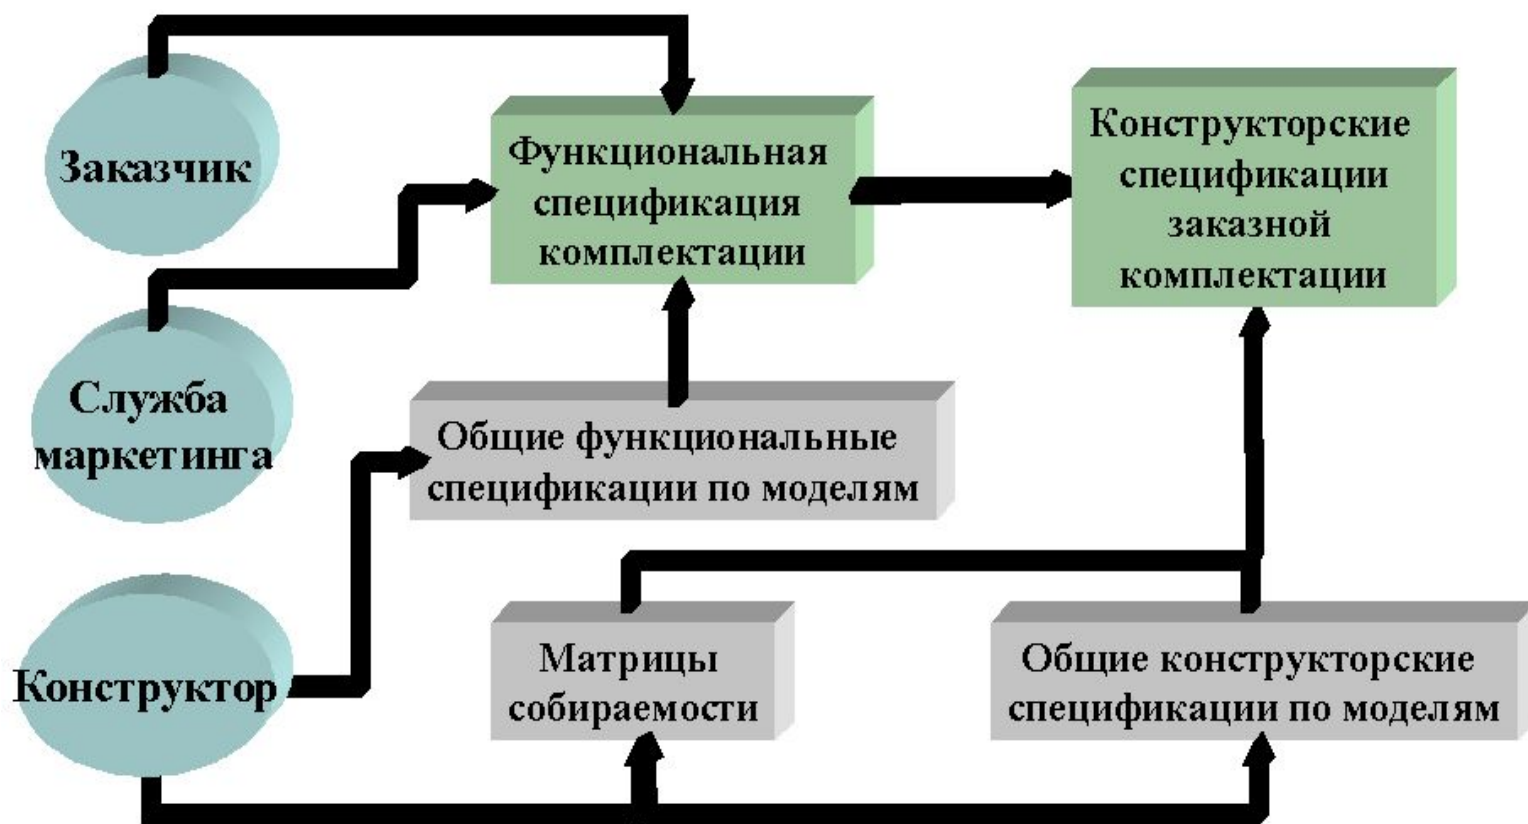 Заказчик
Функциональная
спецификация
комплектации
Конструкторские
спецификации
заказной
комплектации
Служба
маркетинга
Общие функциональные
спецификации по моделям
Конструктор
Матрицы
собираемости
Общие конструкторские
спецификации по моделям